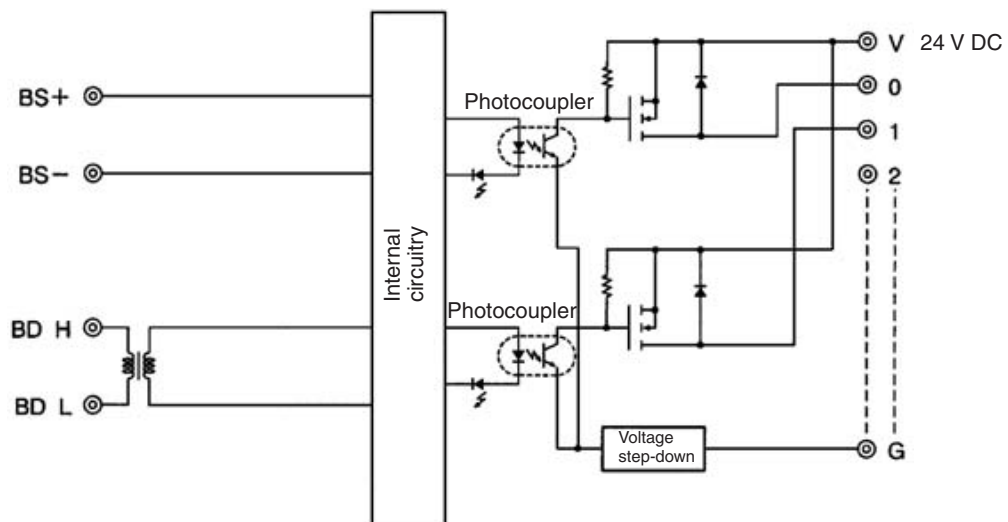 BS+
BS−
BD H
BD L
Internal
circuitry
Photocoupler
Photocoupler
Voltage
step-down
V 24 V DC
0
1
2
G